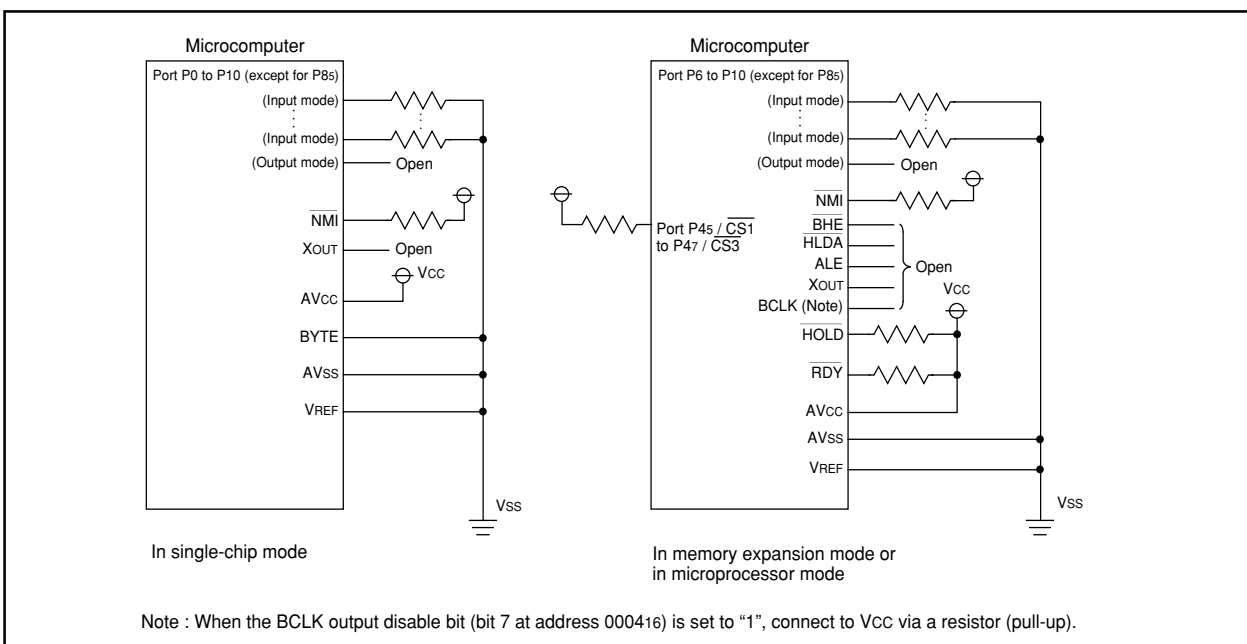 Microcomputer
Port P0 to P10 (except for P85)
(Input mode)
(Input mode)
(Output mode)
Open
NMI
XOUT
Open
VCC
AVCC
BYTE
AVSS
VREF
VSS
In single-chip mode
Microcomputer
Port P6 to P10 (except for P85)
(Input mode)
(Input mode)
(Output mode)
Open
NMI
Port P45 / CS1
to P47 / CS3
BHE
HLDA
ALE
XOUT
BCLK (Note)
Open
VCC
HOLD
RDY
AVCC
AVSS
VREF
VSS
In memory expansion mode or
in microprocessor mode
Note : When the BCLK output disable bit (bit 7 at address 000416) is set to “1”, connect to VCC via a resistor (pull-up).